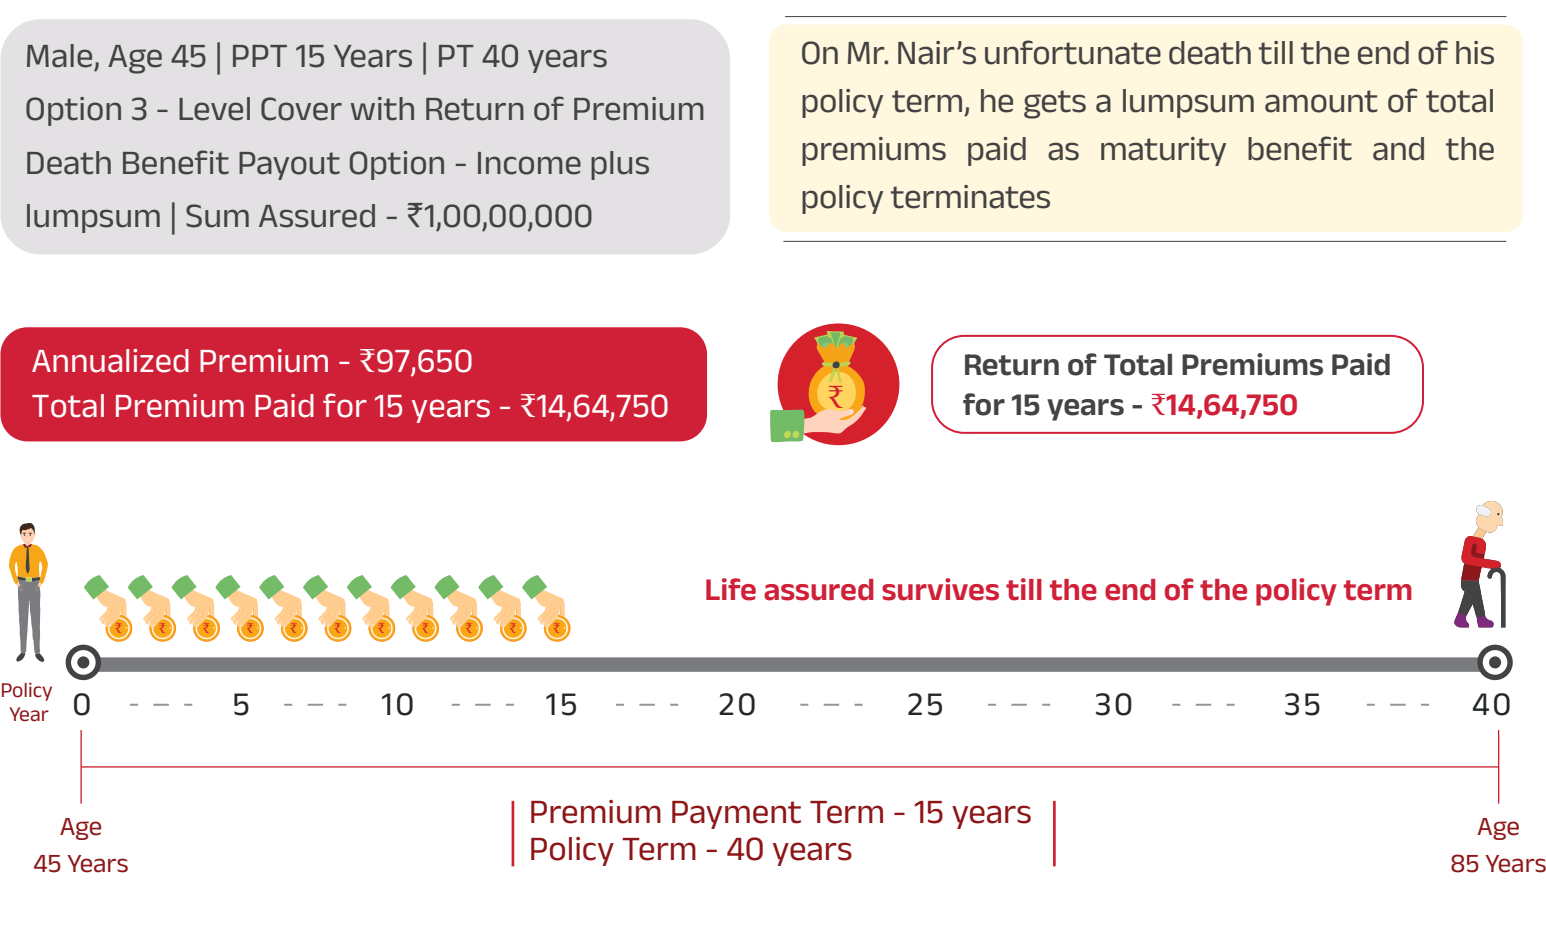 Male, Age 45 | PPT 15 Years | PT 40 years
Option 3 - Level Cover with Return of Premium
Death Benefit Payout Option - Income plus
lumpsum | Sum Assured - ₹1,00,00,000
On Mr. Nair’s unfortunate death till the end of his
policy term, he gets a lumpsum amount of total
premiums paid as maturity benefit and the
policy terminates
Annualized Premium - ₹97,650
Total Premium Paid for 15 years - ₹14,64,750
₹
Return of Total Premiums Paid
for 15 years - ₹14,64,750
Life assured survives till the end of the policy term
₹ ₹ ₹ ₹ ₹ ₹ ₹ ₹ ₹ ₹ ₹
Policy
Year
0 - — - 5 - — - 10 - — - 15 - — - 20 - — - 25 - — - 30 - — - 35 - — - 40
Age
45 Years
Premium Payment Term - 15 years
Policy Term - 40 years
Age
85 Years